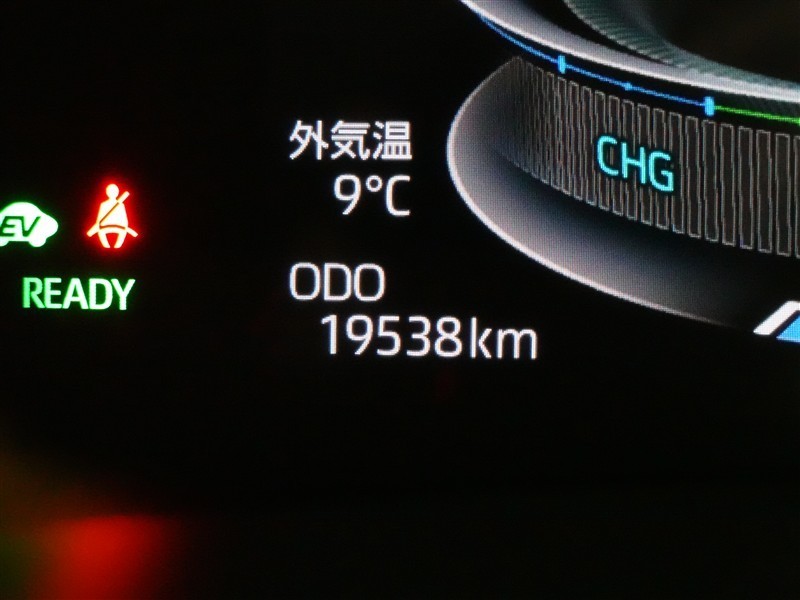 外気温
9°C
CHG
EV
READY
ODO
19538km